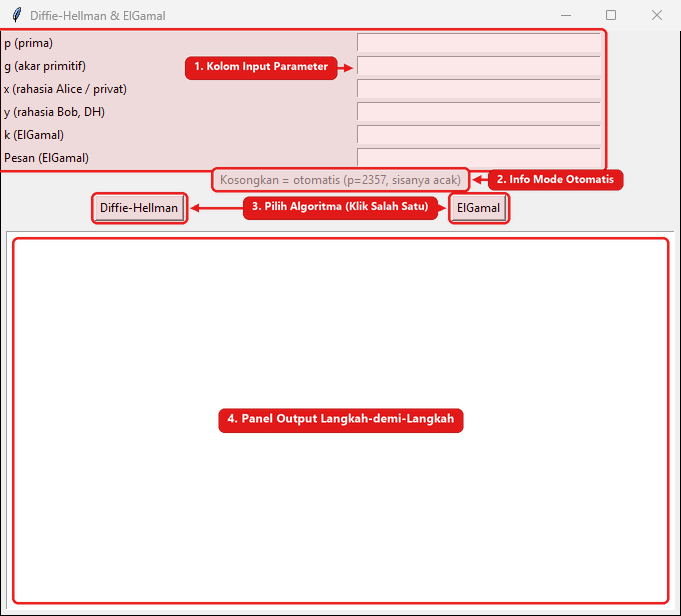 Diffie-Hellman & ElGamal
p (prima)
g (akar primitif)
1. Kolom Input Parameter
x (rahasia Alice / privat)
y (rahasia Bob, DH)
k (ElGamal)
Pesan (ElGamal)
Kosongkan = otomatis (p=2357, sisanya acak)
2. Info Mode Otomatis
Diffie-Hellman
3. Pilih Algoritma (Klik Salah Satu)
ElGamal
4. Panel Output Langkah-demi-Langkah